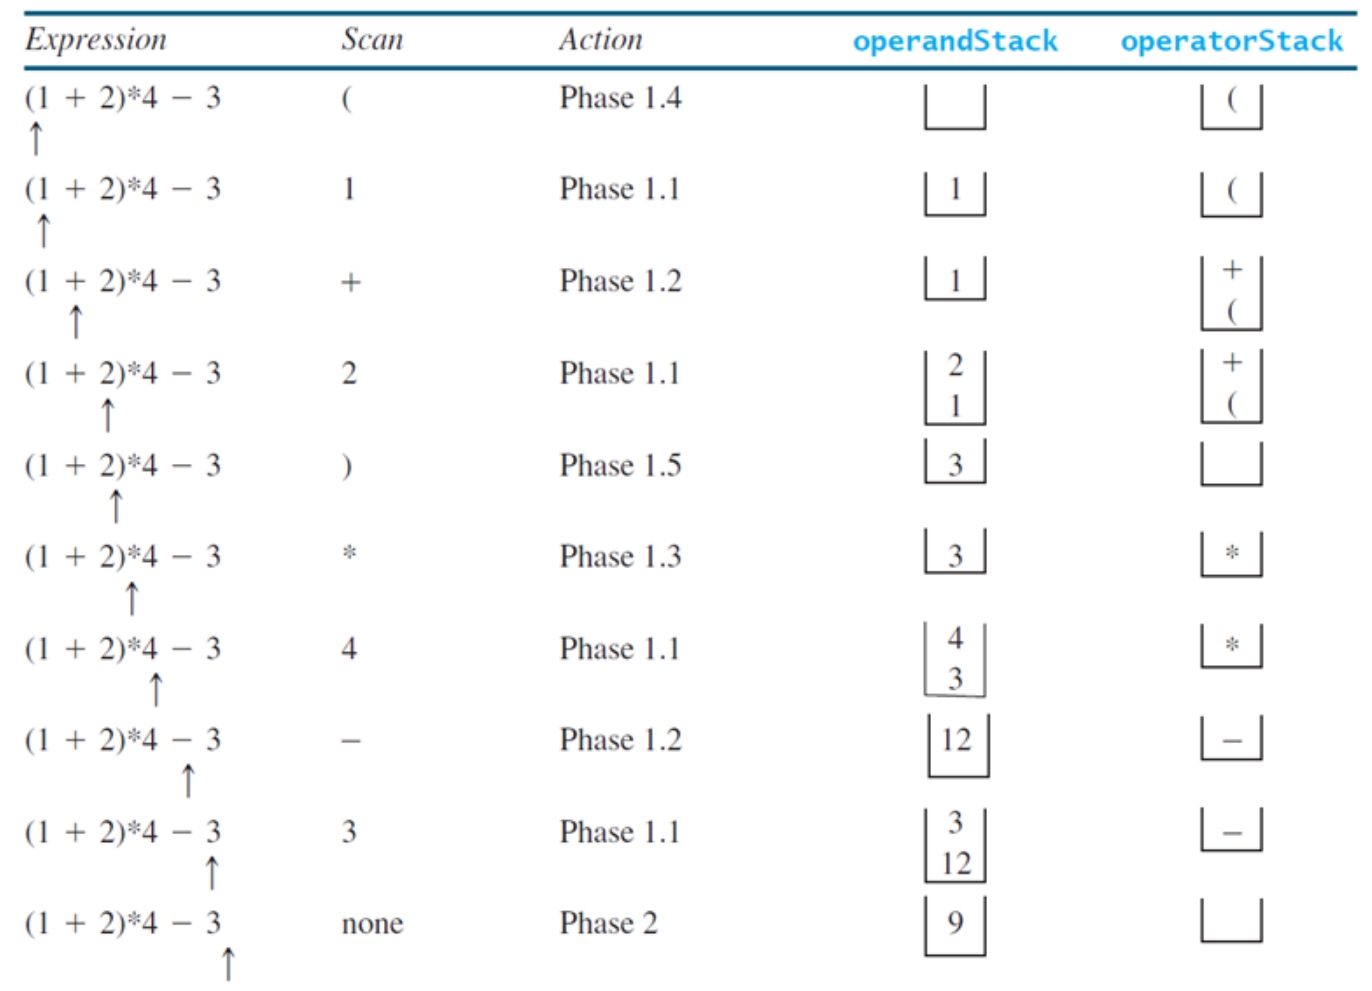 Expression Scan Action operandStack operatorStack
(1 + 2)*4 − 3 ( Phase 1.4 (
↑
(1 + 2)*4 − 3 1 Phase 1.1 1 (
↑
(1 + 2)*4 − 3 + Phase 1.2 1 +
(
↑
(1 + 2)*4 − 3 2 Phase 1.1 2 +
1 (
↑
(1 + 2)*4 − 3 ) Phase 1.5 3
↑
(1 + 2)*4 − 3 * Phase 1.3 3 *
↑
(1 + 2)*4 − 3 4 Phase 1.1 4 *
3
↑
(1 + 2)*4 − 3 − Phase 1.2 12 −
↑
(1 + 2)*4 − 3 3 Phase 1.1 3 −
12
↑
(1 + 2)*4 − 3 none Phase 2 9
↑